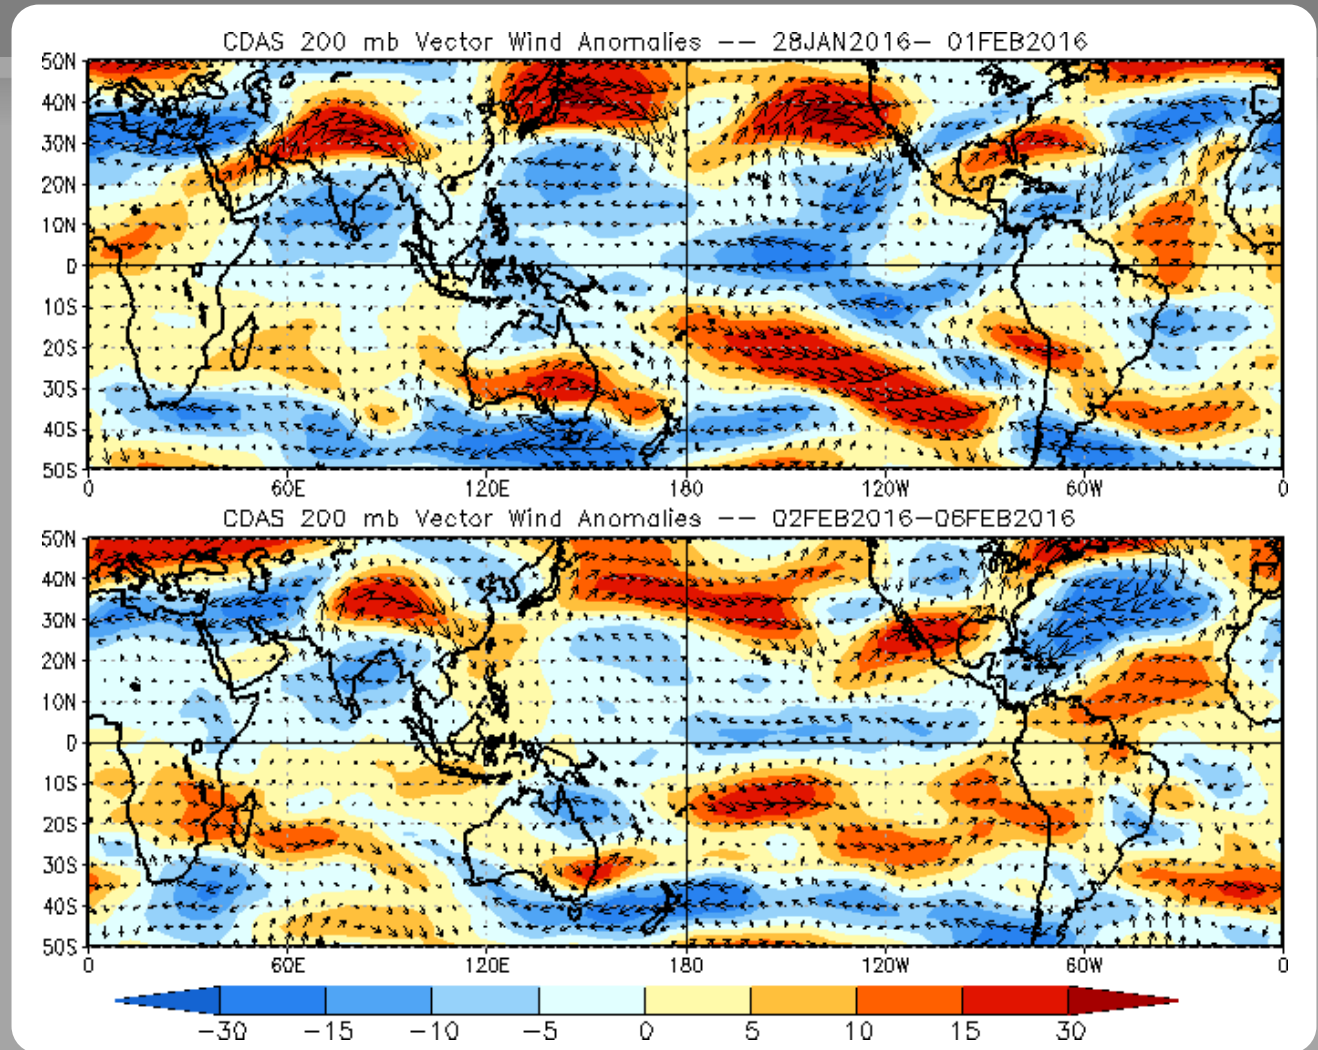 CDAS 200 mb Vector Wind Anomalies -- 28JAN2016- 01FEB2016
50N
40N
30N
20N
10N
0
10S
20S
30S
40S
50S
0 60E 120E 180 120W 60W 0
CDAS 200 mb Vector Wind Anomalies -- 02FEB2016-06FEB2016
50N
40N
30N
20N
10N
0
10S
20S
30S
40S
50S
0 60E 120E 180 120W 60W 0
-30 -15 -10 -5 0 5 10 15 30